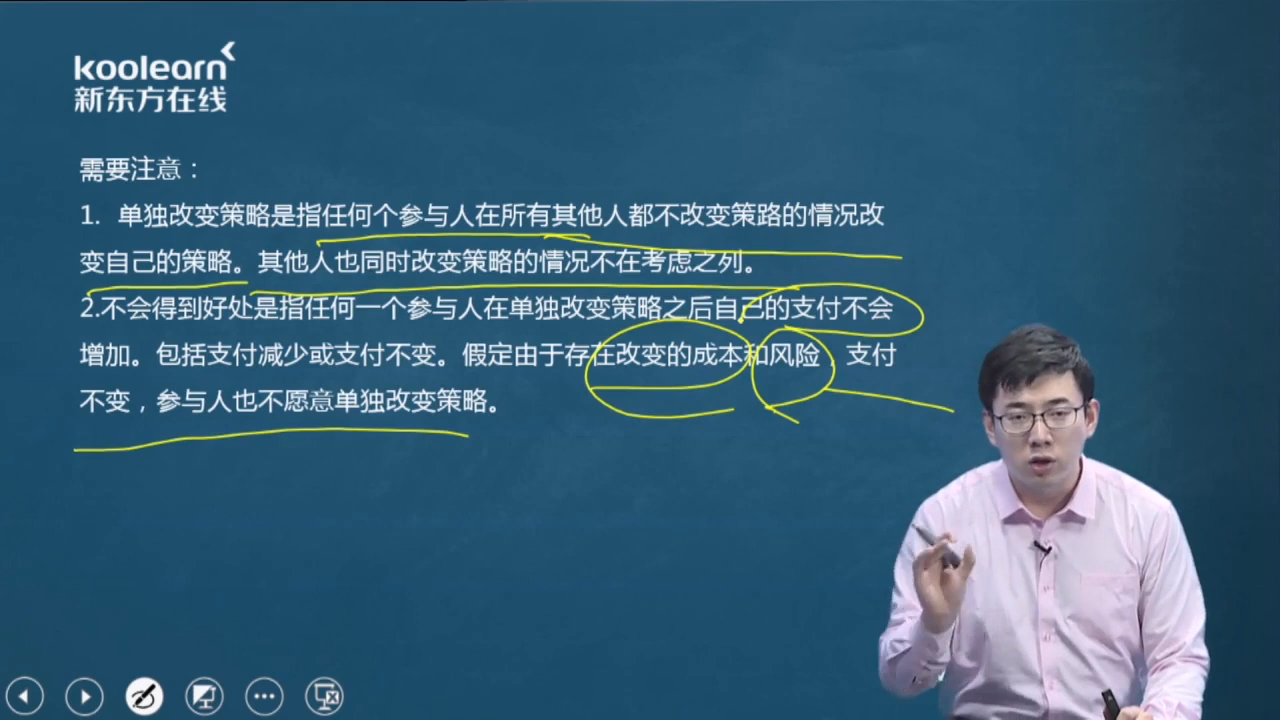 koolearn
新东方在线
需要注意：
1. 单独改变策略是指任何个参与人在所有其他人都不改变策路的情况改
变自己的策略。其他人也同时改变策略的情况不在考虑之列。
2.不会得到好处是指任何一个参与人在单独改变策略之后自己的支付不会
增加。包括支付减少或支付不变。假定由于存在改变的成本和风险，支付
不变，参与人也不愿意单独改变策略。